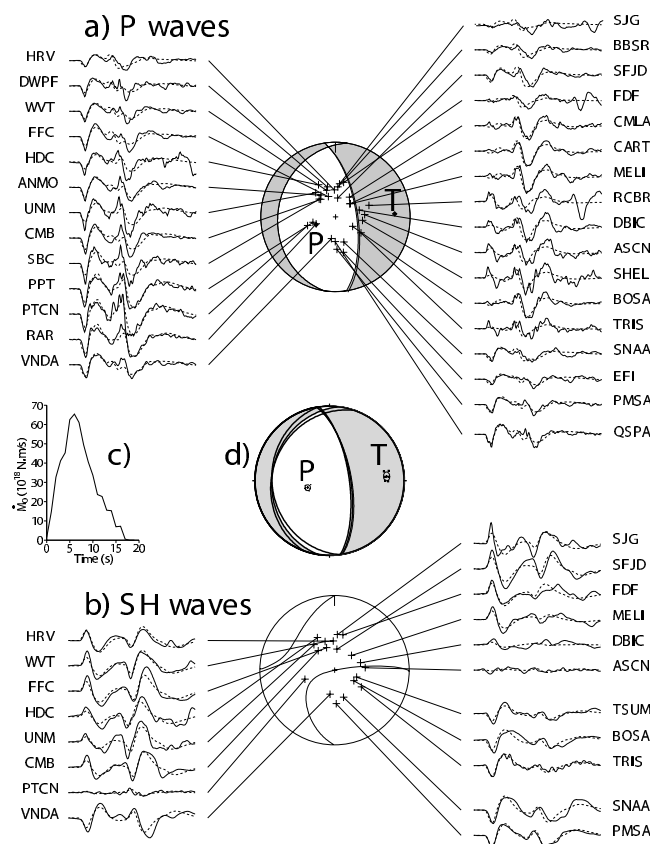 a) P waves
HRV
DWPF
WVT
FFC
HDC
ANMO
UNM
CMB
SBC
PPT
PTCN
RAR
VNDA
P
T
SJG
BBSR
SFJD
FDF
CMLA
CART
MELI
RCBR
DBIC
ASCN
SHEL
BOSA
TRIS
SNAA
EFI
PMSA
QSPA
c)
70
60
50
40
30
20
10
0
Ṁ₀ (10¹⁸ N.m/s)
0 5 10 15 20
Time (s)
d)
P
T
b) SH waves
HRV
WVT
FFC
HDC
UNM
CMB
PTCN
VNDA
SJG
SFJD
FDF
MELI
DBIC
ASCN
TSUM
BOSA
TRIS
SNAA
PMSA